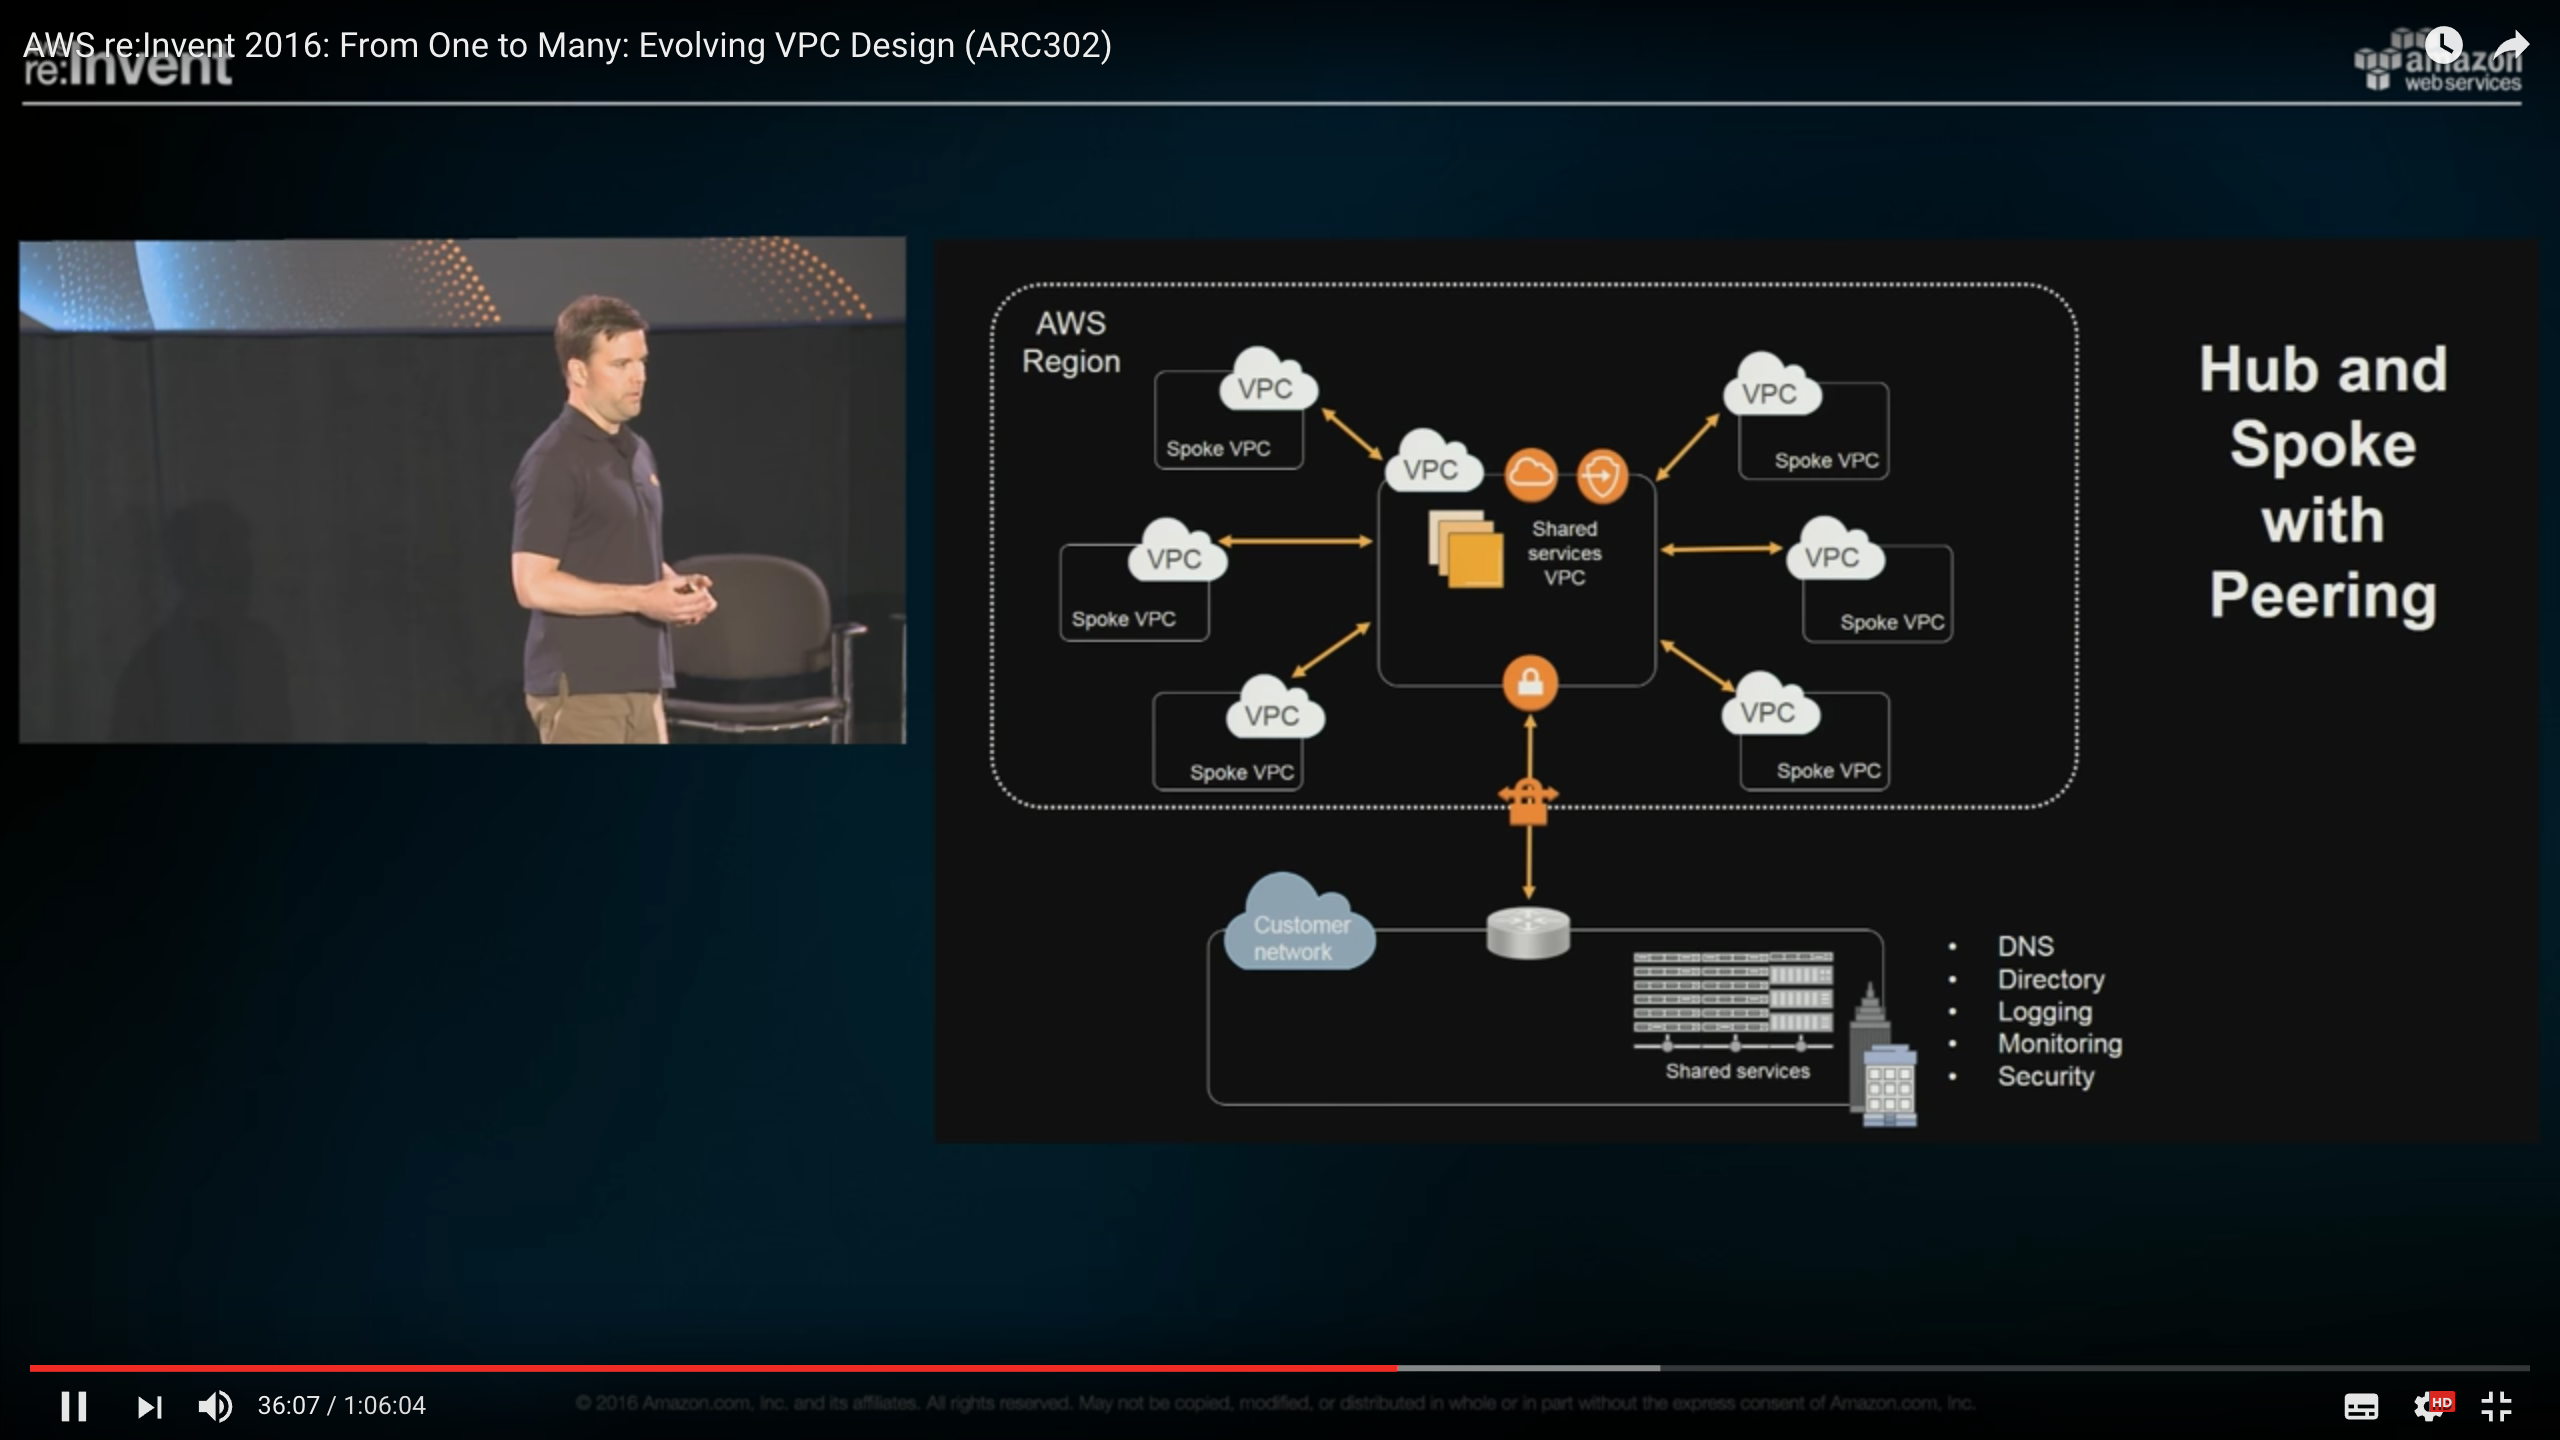 AWS re:Invent 2016: From One to Many: Evolving VPC Design (ARC302)
re:Invent
amazon
webservices
AWS
Region
VPC
Spoke VPC
VPC
Spoke VPC
VPC
Shared
services
VPC
VPC
Spoke VPC
VPC
Spoke VPC
VPC
Spoke VPC
VPC
Spoke VPC
Hub and
Spoke
with
Peering
Customer
network
Shared services
• DNS
• Directory
• Logging
• Monitoring
• Security
36:07 / 1:06:04
© 2016 Amazon.com, Inc. and its affiliates. All rights reserved. May not be copied, modified, or distributed in whole or in part without the express consent of Amazon.com, Inc.
HD